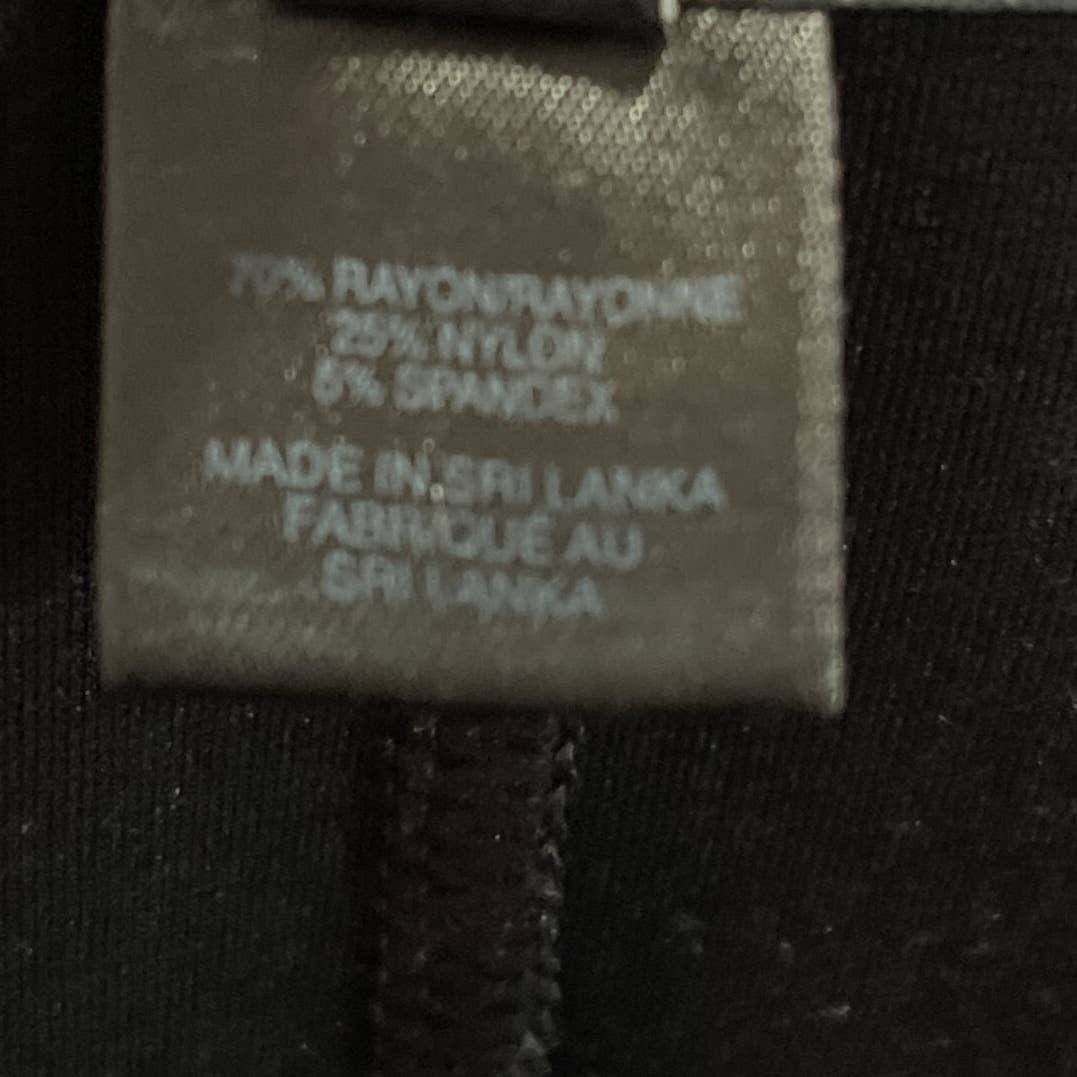 70% RAYON/RAYONNE
25% NYLON
5% SPANDEX
MADE IN SRI LANKA
FABRIQUÉ AU
SRI LANKA